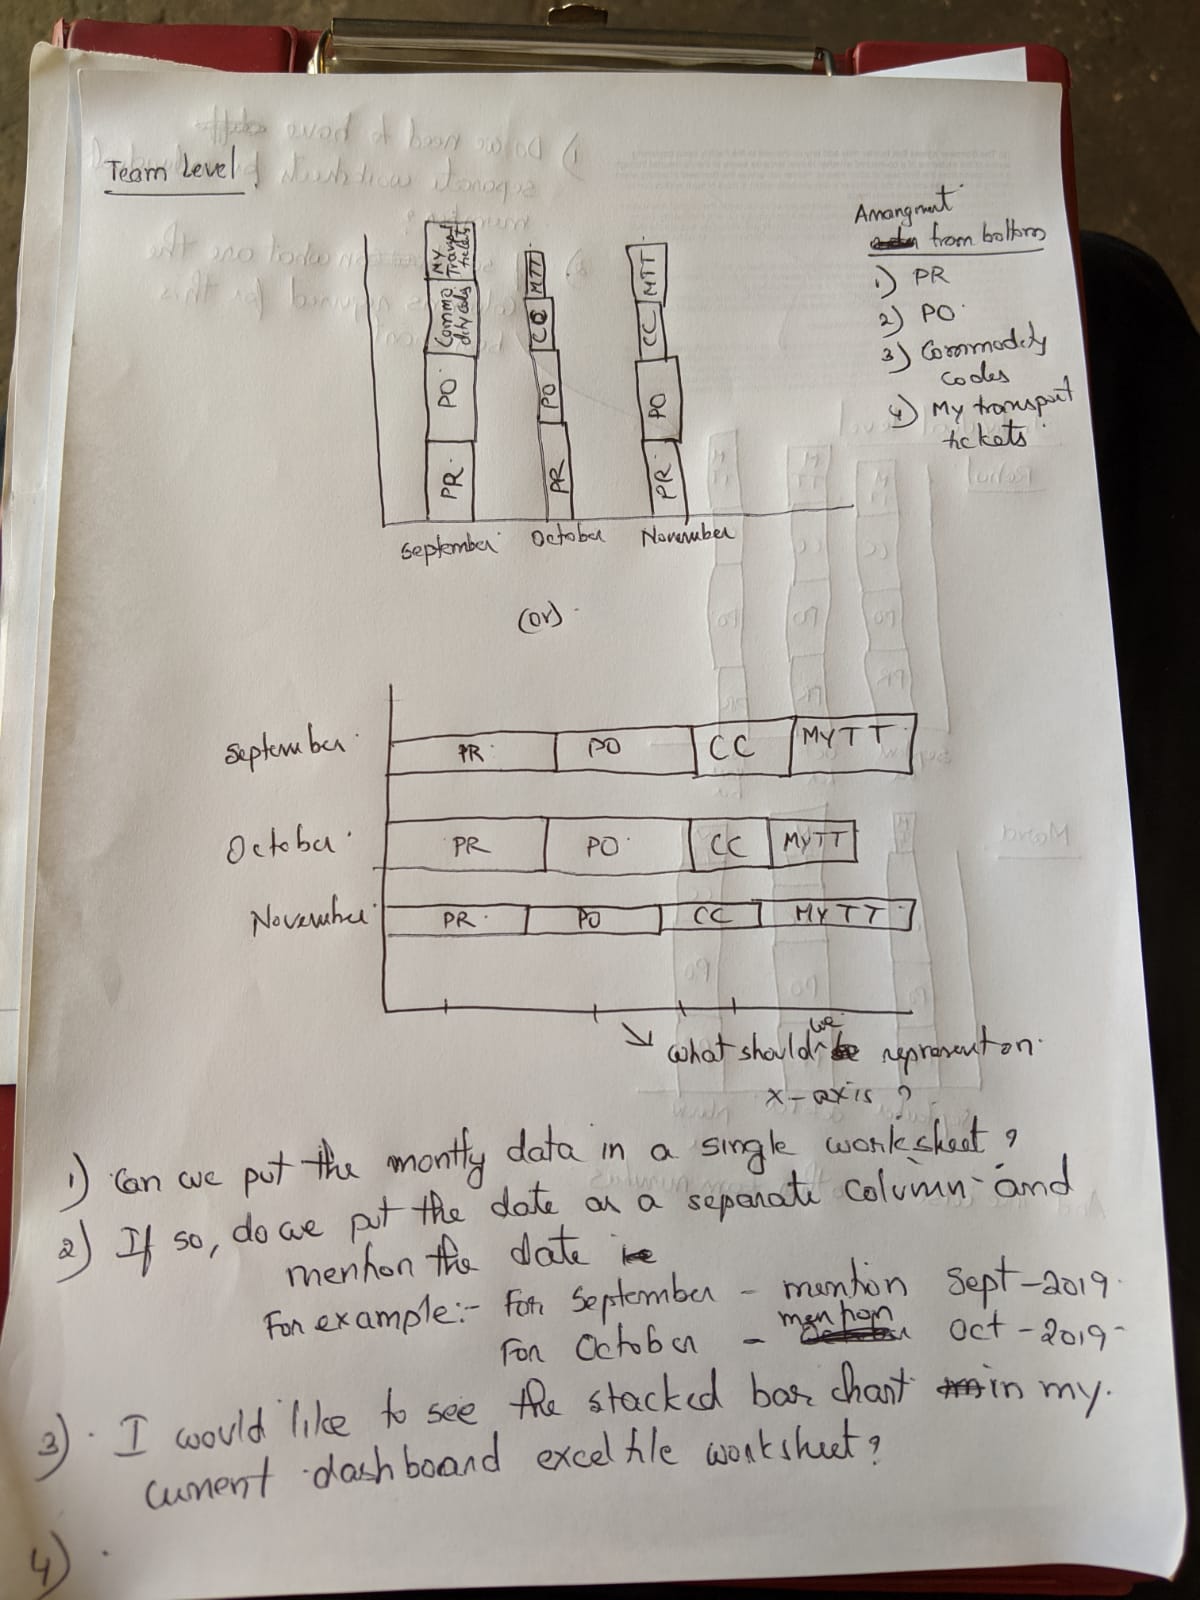 Team Level
MY Transport tickets
Commo dity codes
PO
PR
MTT
CC
PO
PR
MTT
CC
PO
PR
September
October
November
Arrangment
from bottom
1) PR
2) PO
3) Commodity
codes
4) My transport
tickets
(or)
September
PR
PO
CC
MYTT
October
PR
PO
CC
MYTT
November
PR
PO
CC
MYTT
what should we represent on
x-axis ?
1) Can we put the montly data in a single worksheet ?
2) If so, do we put the date as a separate column and
mention the date
For example:- For September - mention Sept-2019
For October - mention Oct-2019-
3). I would like to see the stacked bar chart in my
current dashboard excel file worksheet ?
4)